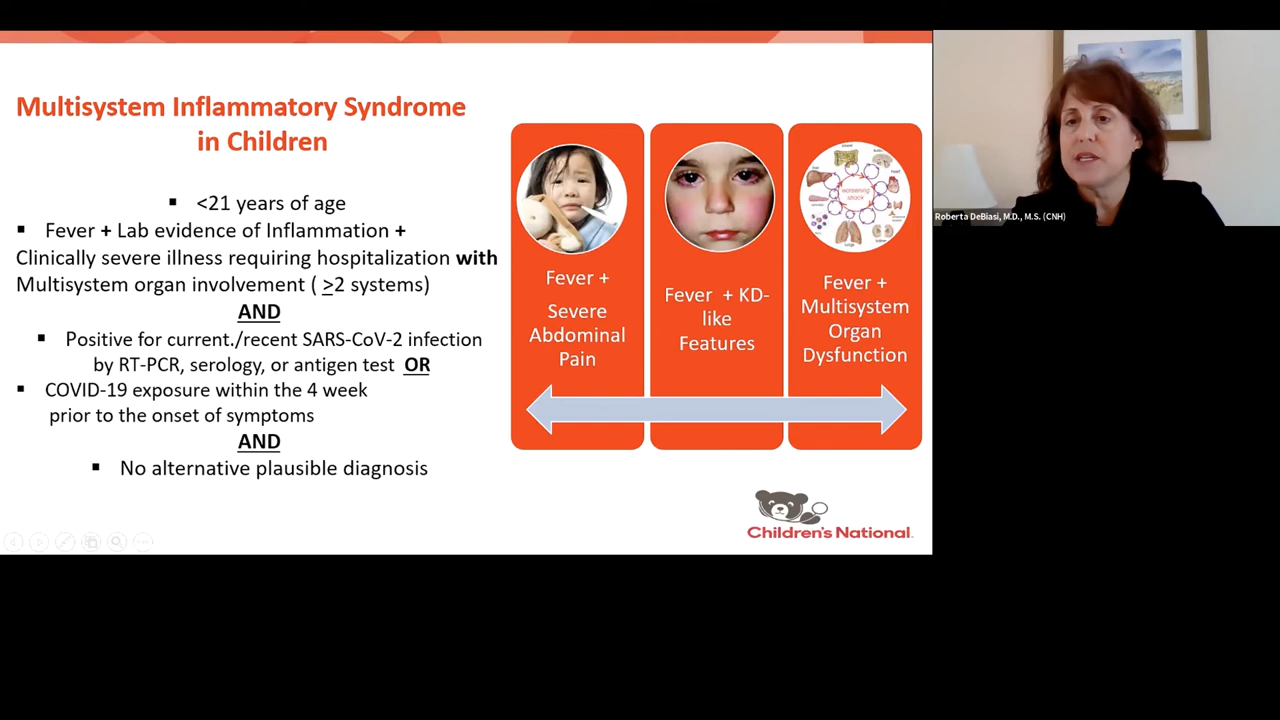 Multisystem Inflammatory Syndrome
in Children
▪ <21 years of age
▪ Fever + Lab evidence of Inflammation +
Clinically severe illness requiring hospitalization with
Multisystem organ involvement ( >2 systems)
AND
▪ Positive for current./recent SARS-CoV-2 infection
by RT-PCR, serology, or antigen test OR
▪ COVID-19 exposure within the 4 week
prior to the onset of symptoms
AND
▪ No alternative plausible diagnosis
Fever +
Severe
Abdominal
Pain
Fever + KD-
like
Features
worsening
shock
heart
lungs
Fever +
Multisystem
Organ
Dysfunction
Children's National
Roberta DeBiasi, M.D., M.S. (CNH)